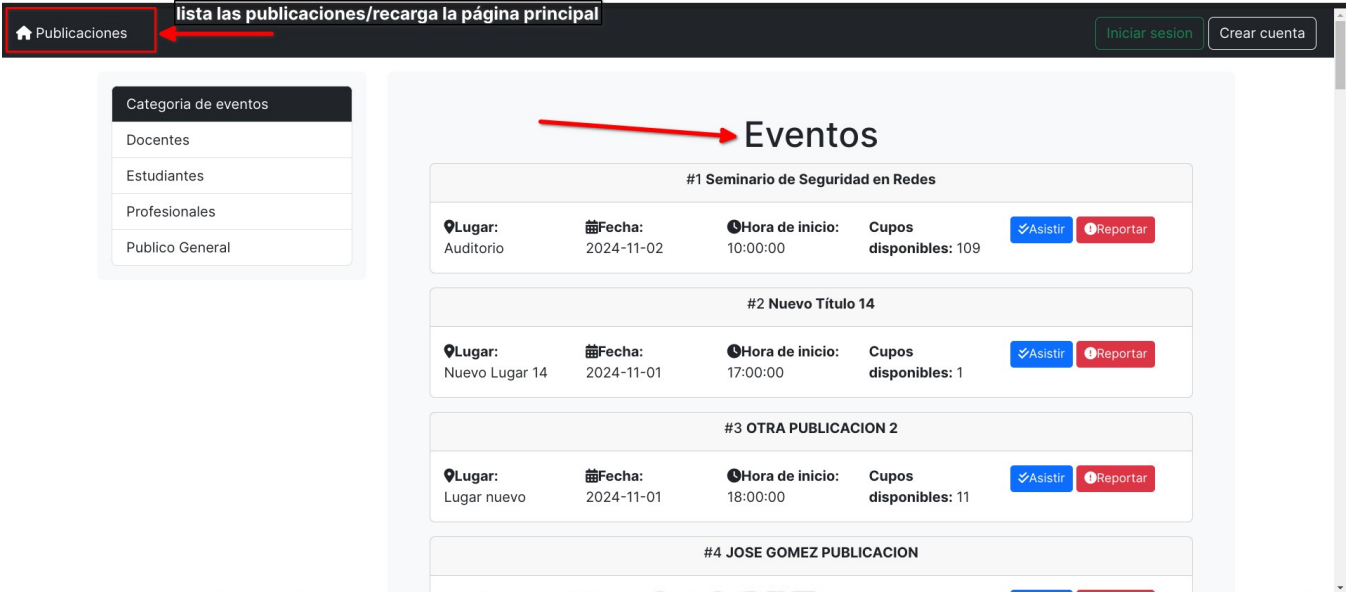 lista las publicaciones/recarga la página principal
Publicaciones
Iniciar sesion
Crear cuenta
Categoria de eventos
Docentes
Estudiantes
Profesionales
Publico General
Eventos
#1 Seminario de Seguridad en Redes
Lugar: Fecha: Hora de inicio: Cupos
Auditorio 2024-11-02 10:00:00 disponibles: 109
Asistir Reportar
#2 Nuevo Título 14
Lugar: Fecha: Hora de inicio: Cupos
Nuevo Lugar 14 2024-11-01 17:00:00 disponibles: 1
Asistir Reportar
#3 OTRA PUBLICACION 2
Lugar: Fecha: Hora de inicio: Cupos
Lugar nuevo 2024-11-01 18:00:00 disponibles: 11
Asistir Reportar
#4 JOSE GOMEZ PUBLICACION